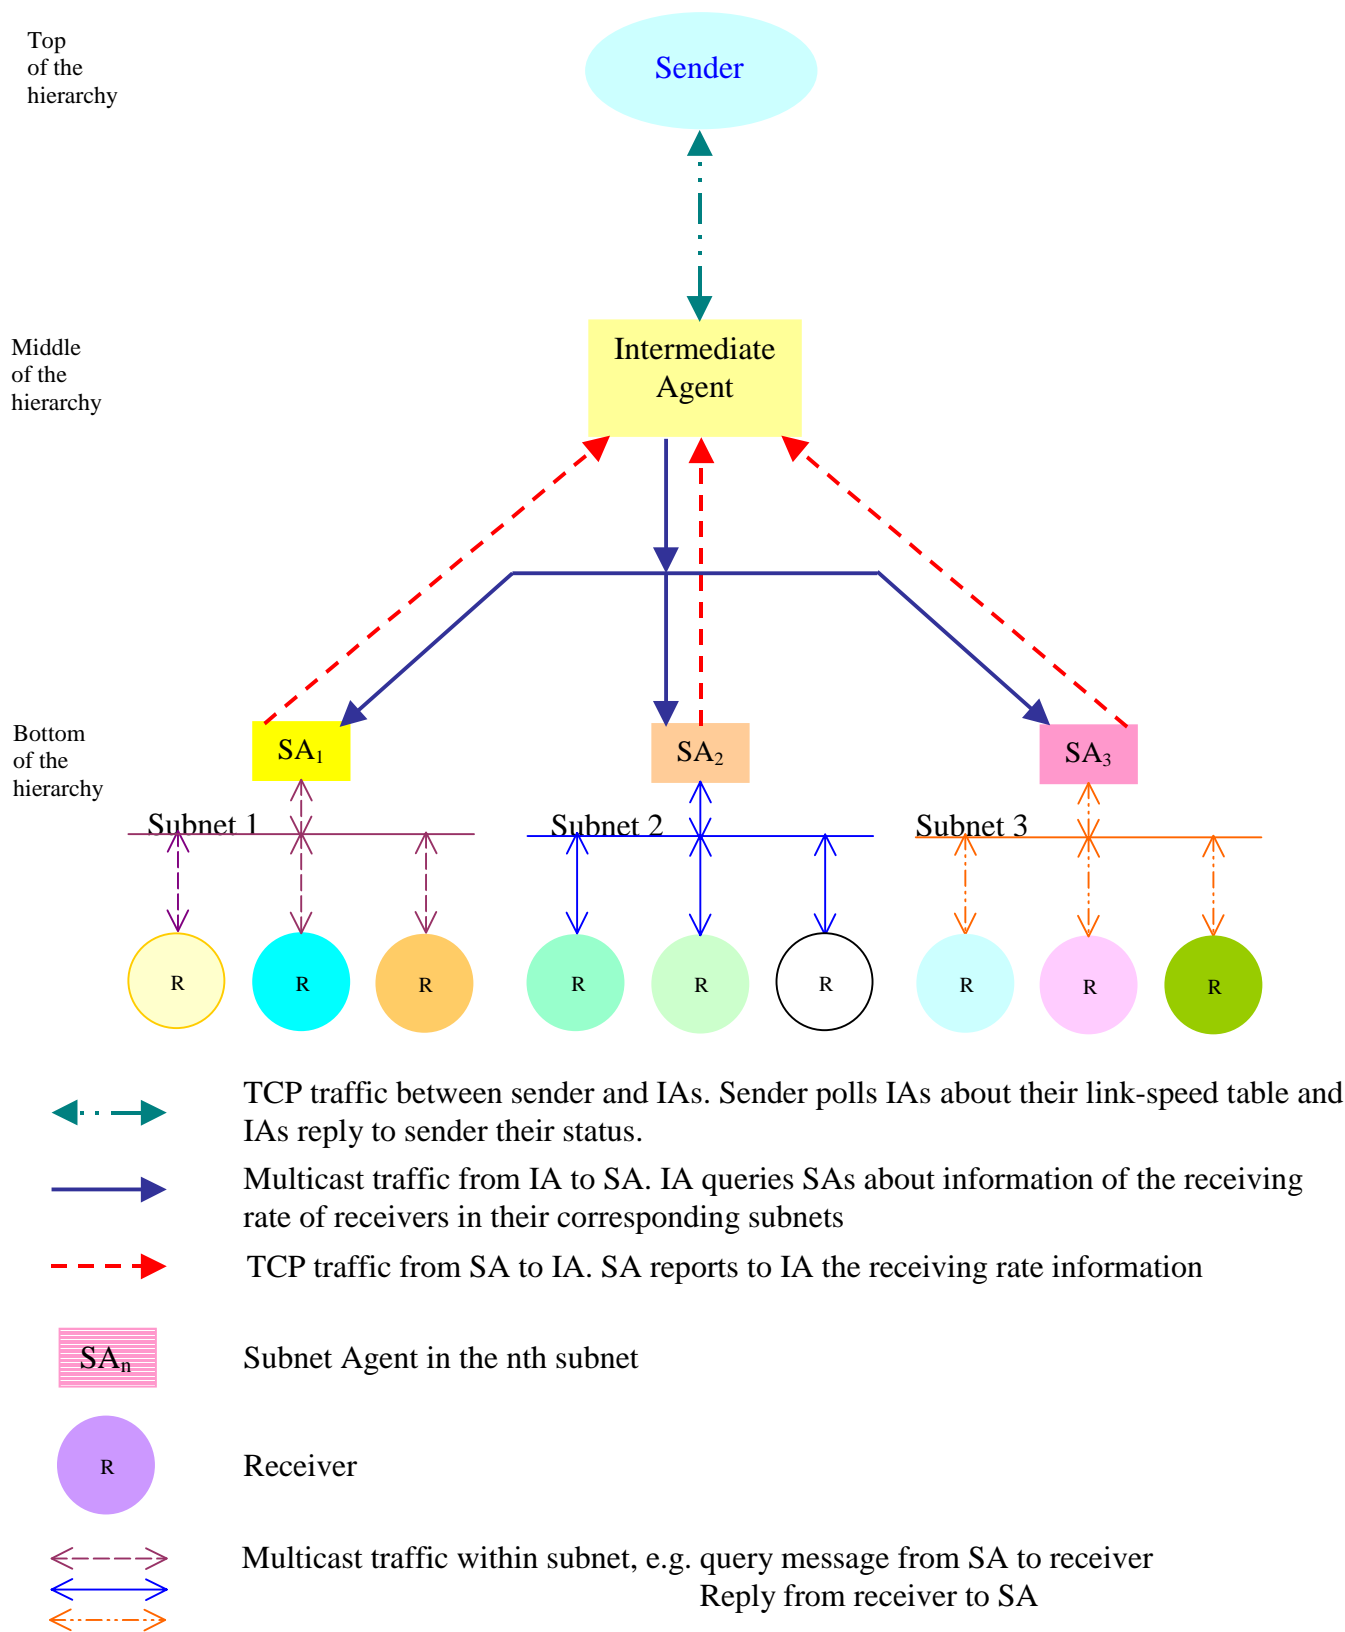 Top
of the
hierarchy
Sender
Middle
of the
hierarchy
Intermediate
Agent
Bottom
of the
hierarchy
SA₁
SA₂
SA₃
Subnet 1
Subnet 2
Subnet 3
R
R
R
R
R
R
R
R
R
TCP traffic between sender and IAs. Sender polls IAs about their link-speed table and
IAs reply to sender their status.
Multicast traffic from IA to SA. IA queries SAs about information of the receiving
rate of receivers in their corresponding subnets
TCP traffic from SA to IA. SA reports to IA the receiving rate information
SAₙ
Subnet Agent in the nth subnet
R
Receiver
Multicast traffic within subnet, e.g. query message from SA to receiver
Reply from receiver to SA